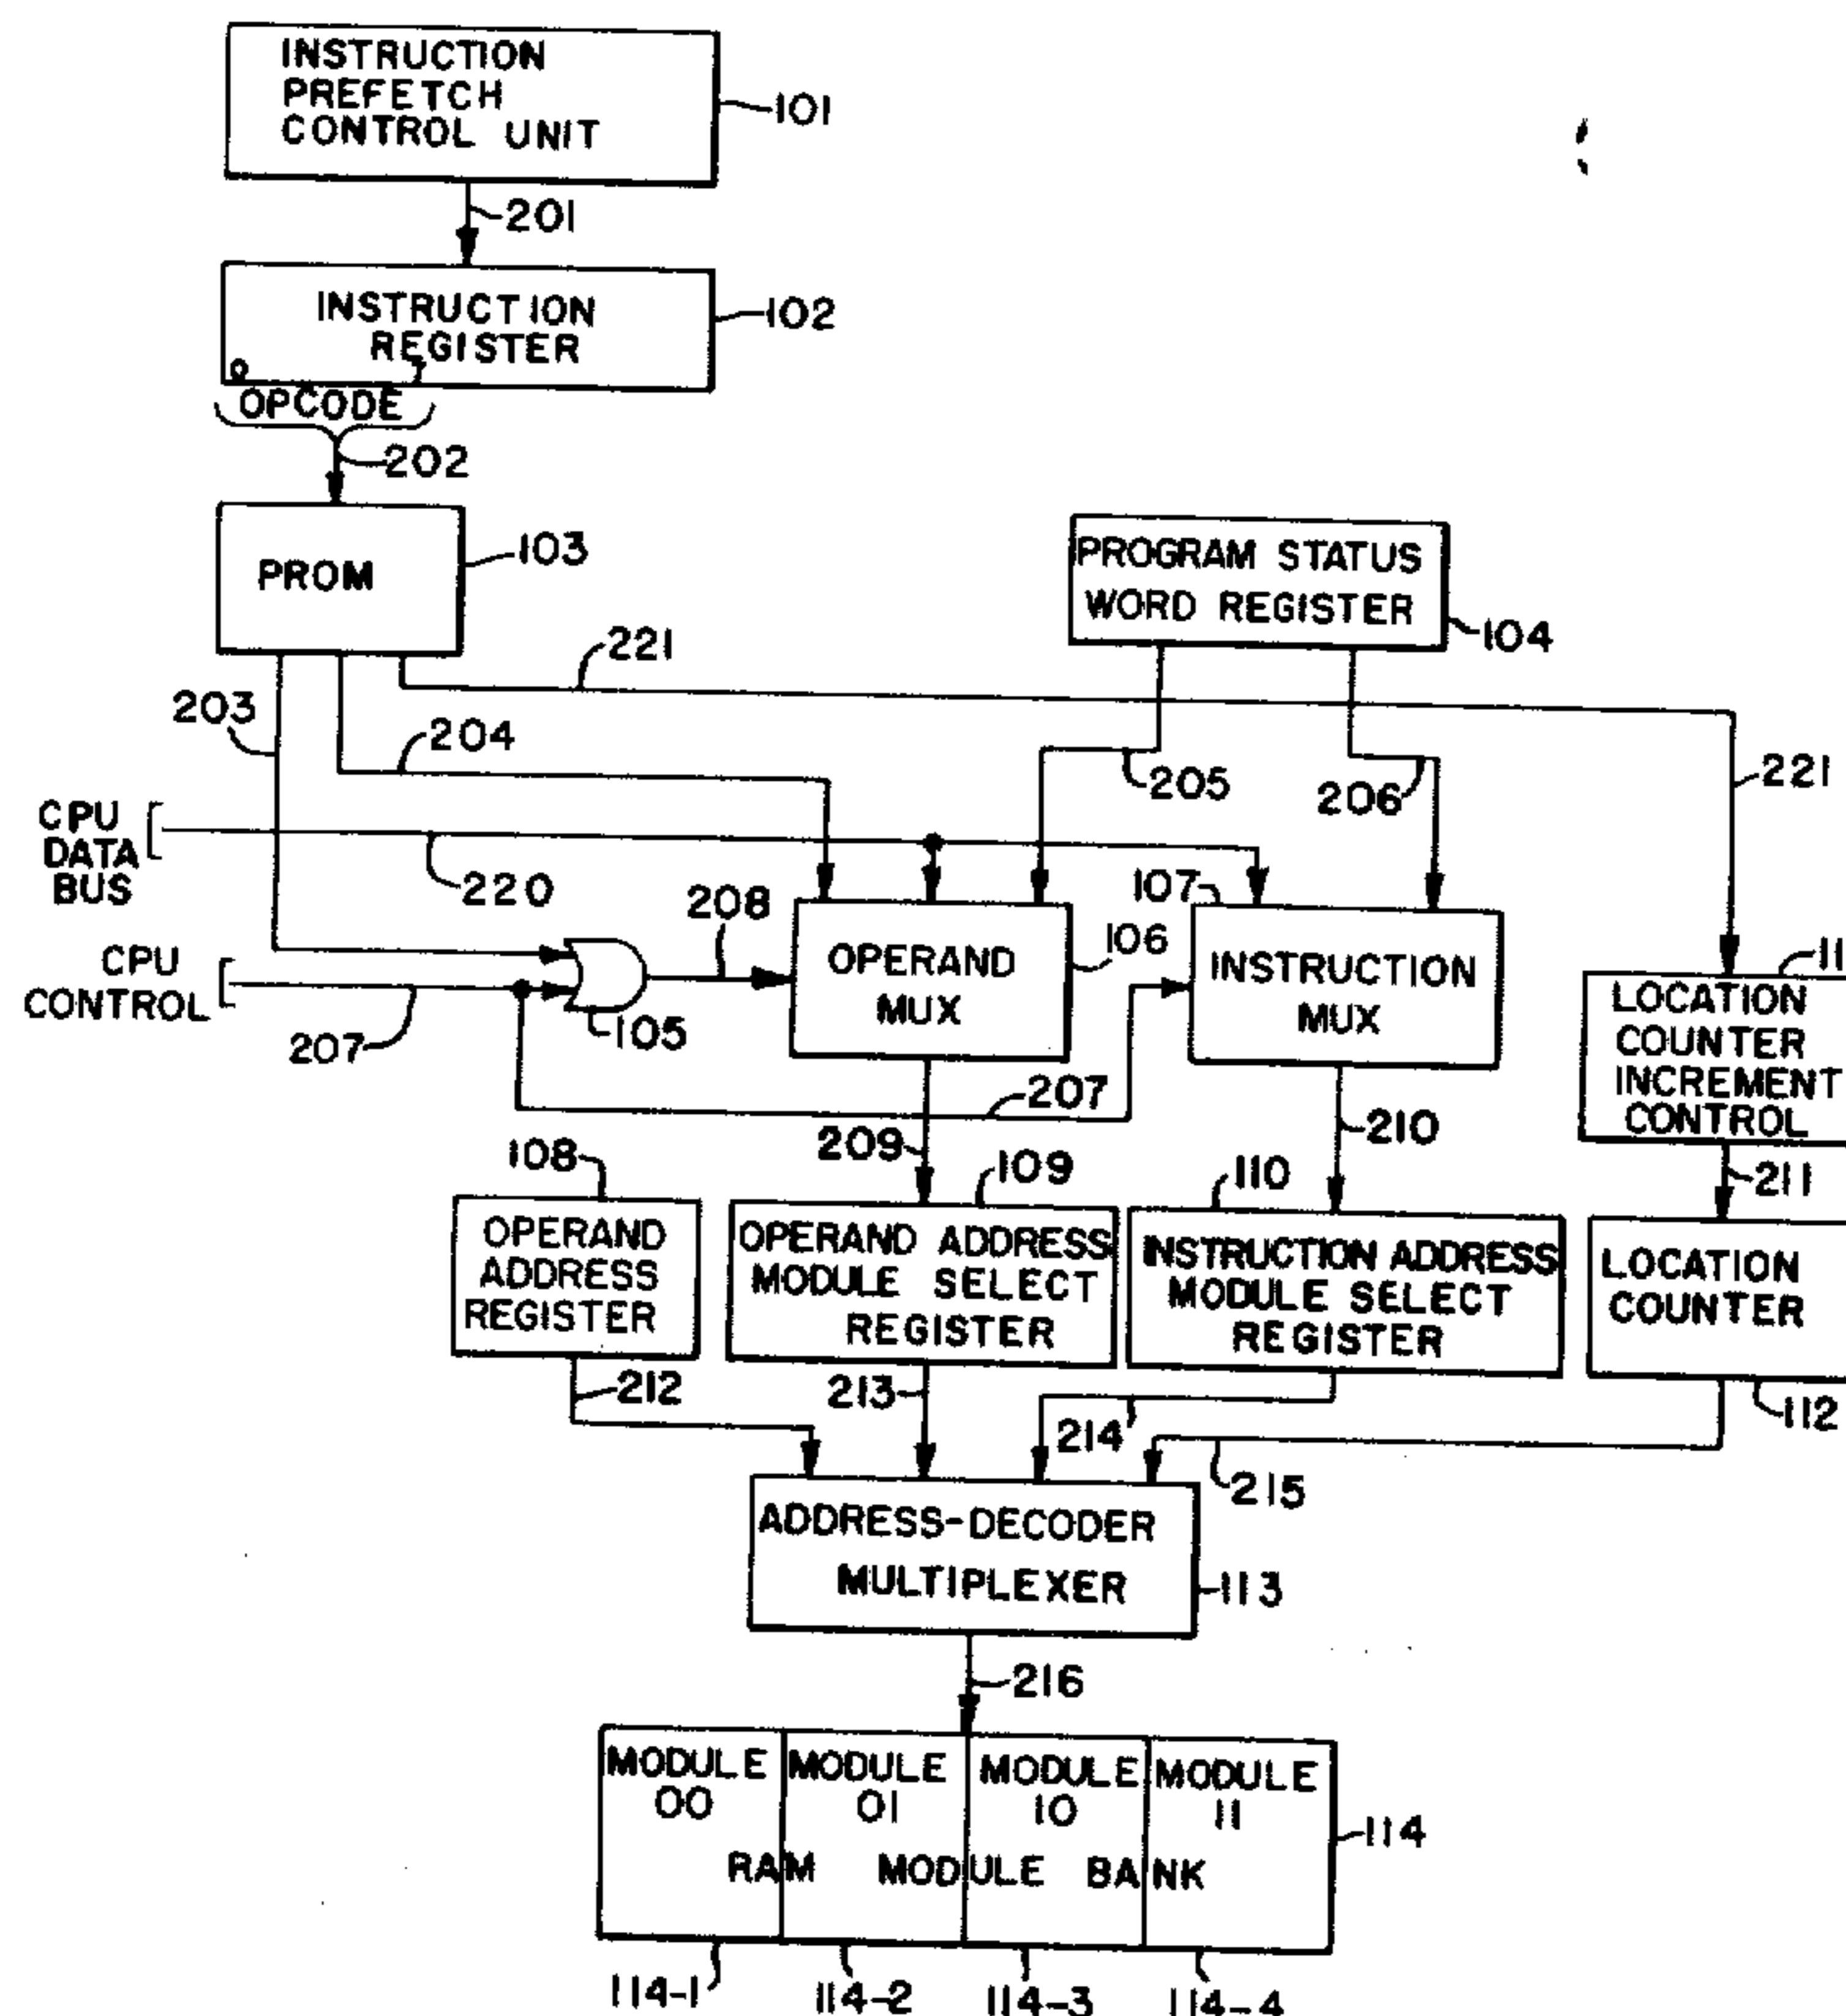 INSTRUCTION
PREFETCH
CONTROL UNIT
101
201
INSTRUCTION
REGISTER
102
0 7
OPCODE
202
PROM
103
PROGRAM STATUS
WORD REGISTER
104
221
203
204
205
206
221
CPU
DATA
BUS
220
208
107
OPERAND
MUX
106
INSTRUCTION
MUX
CPU
CONTROL
207
105
207
11
LOCATION
COUNTER
INCREMENT
CONTROL
209
210
211
108
109
110
OPERAND
ADDRESS
REGISTER
OPERAND ADDRESS
MODULE SELECT
REGISTER
INSTRUCTION ADDRESS
MODULE SELECT
REGISTER
LOCATION
COUNTER
212
213
214
215
112
ADDRESS-DECODER
MULTIPLEXER
113
216
MODULE
00
MODULE
01
MODULE
10
MODULE
11
RAM MODULE BANK
114
114-1
114-2
114-3
114-4